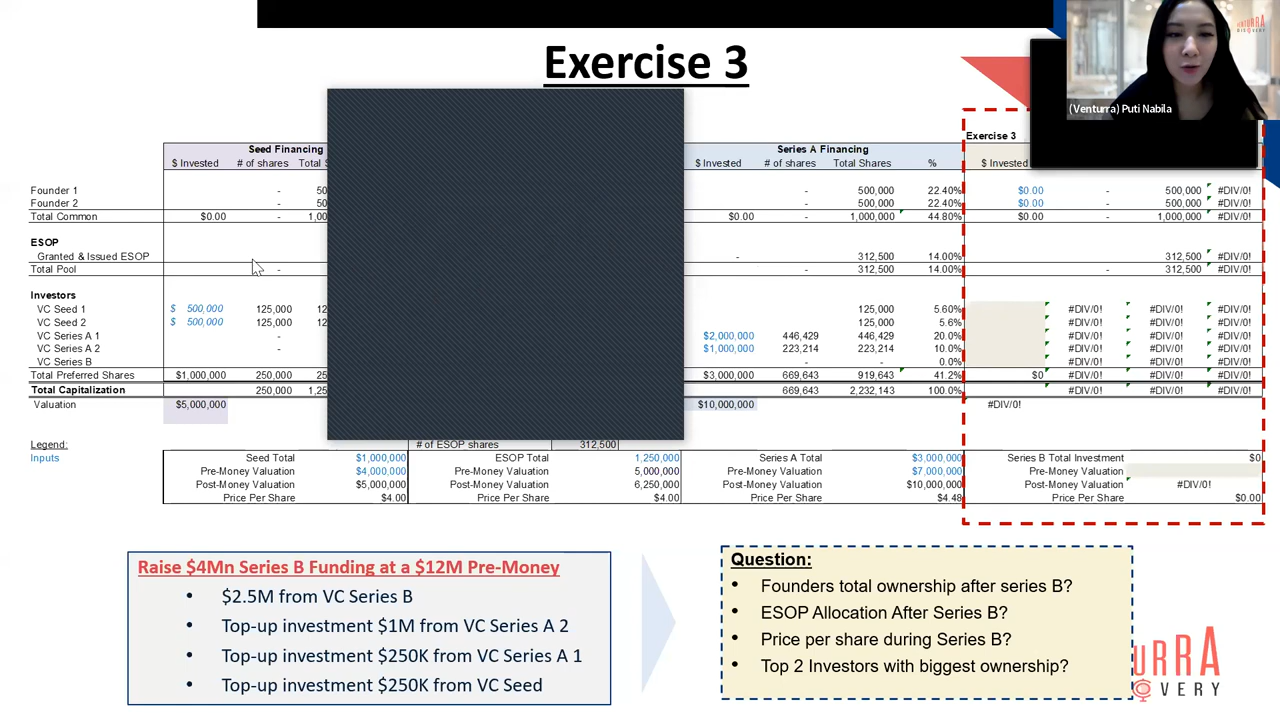 Exercise 3
VENTURRA
DISCOVERY
(Venturra) Puti Nabila
Exercise 3
Seed Financing Series A Financing
$ Invested # of shares Total $ Invested # of shares Total Shares % $ Invested
Founder 1 - 50 - 500,000 22.40% $0.00 - 500,000 #DIV/0!
Founder 2 - 50 - 500,000 22.40% $0.00 - 500,000 #DIV/0!
Total Common $0.00 - 1,00 $0.00 - 1,000,000 44.80% $0.00 - 1,000,000 #DIV/0!
ESOP
Granted & Issued ESOP - 312,500 14.00% 312,500 #DIV/0!
Total Pool - 312,500 14.00% - 312,500 #DIV/0!
Investors
VC Seed 1 $ 500,000 125,000 12 125,000 5.60% #DIV/0! #DIV/0! #DIV/0!
VC Seed 2 $ 500,000 125,000 12 125,000 5.6% #DIV/0! #DIV/0! #DIV/0!
VC Series A 1 - $2,000,000 446,429 446,429 20.0% #DIV/0! #DIV/0! #DIV/0!
VC Series A 2 - $1,000,000 223,214 223,214 10.0% #DIV/0! #DIV/0! #DIV/0!
VC Series B - - 0.0% #DIV/0! #DIV/0! #DIV/0!
Total Preferred Shares $1,000,000 250,000 25 $3,000,000 669,643 919,643 41.2% $0 #DIV/0! #DIV/0! #DIV/0!
Total Capitalization 250,000 1,25 669,643 2,232,143 100.0% #DIV/0! #DIV/0! #DIV/0!
Valuation $5,000,000 $10,000,000 #DIV/0!
Legend: # of ESOP shares 312,500
Inputs Seed Total $1,000,000 ESOP Total 1,250,000 Series A Total $3,000,000 Series B Total Investment $0
Pre-Money Valuation $4,000,000 Pre-Money Valuation 5,000,000 Pre-Money Valuation $7,000,000 Pre-Money Valuation
Post-Money Valuation $5,000,000 Post-Money Valuation 6,250,000 Post-Money Valuation $10,000,000 Post-Money Valuation #DIV/0!
Price Per Share $4.00 Price Per Share $4.00 Price Per Share $4.48 Price Per Share $0.00
Raise $4Mn Series B Funding at a $12M Pre-Money
• $2.5M from VC Series B
• Top-up investment $1M from VC Series A 2
• Top-up investment $250K from VC Series A 1
• Top-up investment $250K from VC Seed
Question:
• Founders total ownership after series B?
• ESOP Allocation After Series B?
• Price per share during Series B?
• Top 2 Investors with biggest ownership?
URRA
VERY